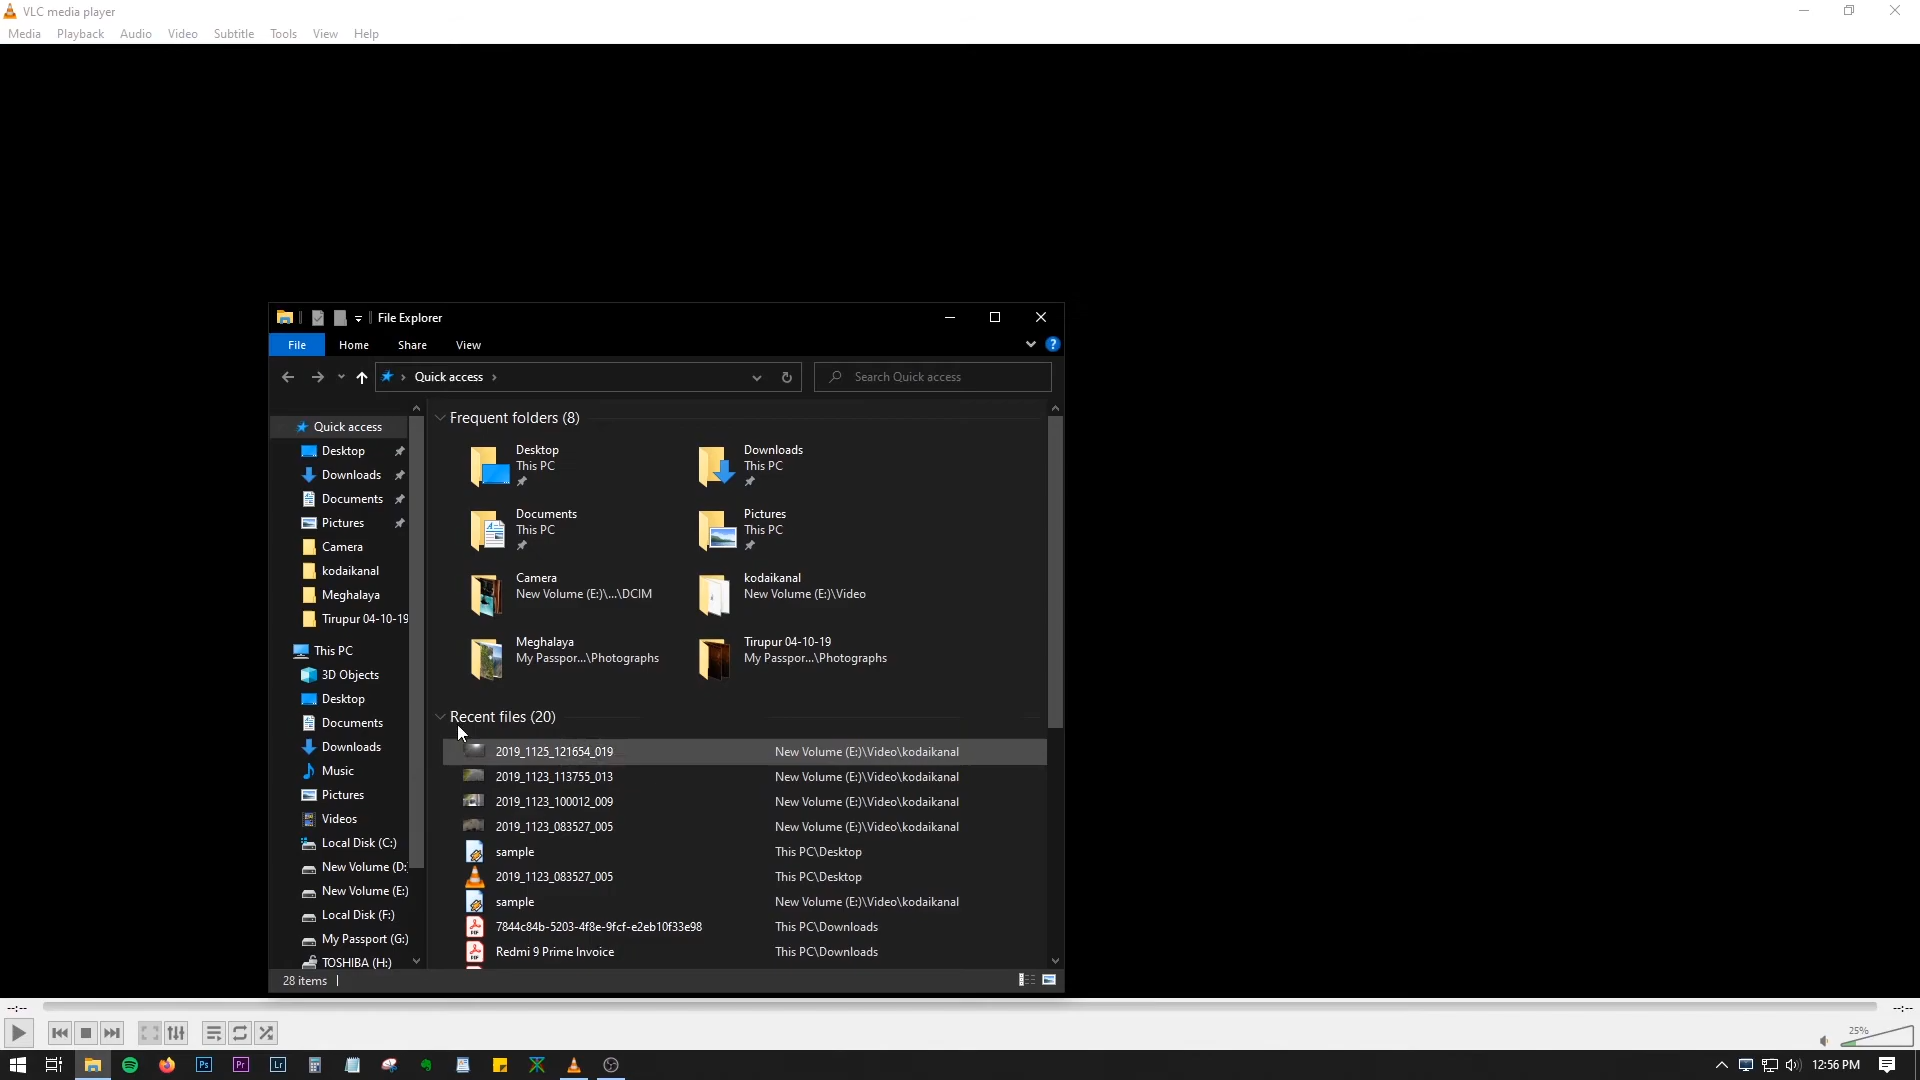 VLC media player
Media Playback Audio Video Subtitle Tools View Help
File Explorer
File Home Share View
Quick access
Search Quick access
Quick access
Desktop
Downloads
Documents
Pictures
Camera
kodaikanal
Meghalaya
Tirupur 04-10-19
This PC
3D Objects
Desktop
Documents
Downloads
Music
Pictures
Videos
Local Disk (C:)
New Volume (D:
New Volume (E:)
Local Disk (F:)
My Passport (G:)
TOSHIBA (H:)
Frequent folders (8)
Desktop
This PC
Downloads
This PC
Documents
This PC
Pictures
This PC
Camera
New Volume (E:)\...\DCIM
kodaikanal
New Volume (E:)\Video
Meghalaya
My Passpor...\Photographs
Tirupur 04-10-19
My Passpor...\Photographs
Recent files (20)
2019_1125_121654_019 New Volume (E:)\Video\kodaikanal
2019_1123_113755_013 New Volume (E:)\Video\kodaikanal
2019_1123_100012_009 New Volume (E:)\Video\kodaikanal
2019_1123_083527_005 New Volume (E:)\Video\kodaikanal
sample This PC\Desktop
2019_1123_083527_005 This PC\Desktop
sample New Volume (E:)\Video\kodaikanal
7844c84b-5203-4f8e-9fcf-e2eb10f33e98 This PC\Downloads
Redmi 9 Prime Invoice This PC\Downloads
28 items
--:-- --:--
25%
Ps Pr Lr
12:56 PM